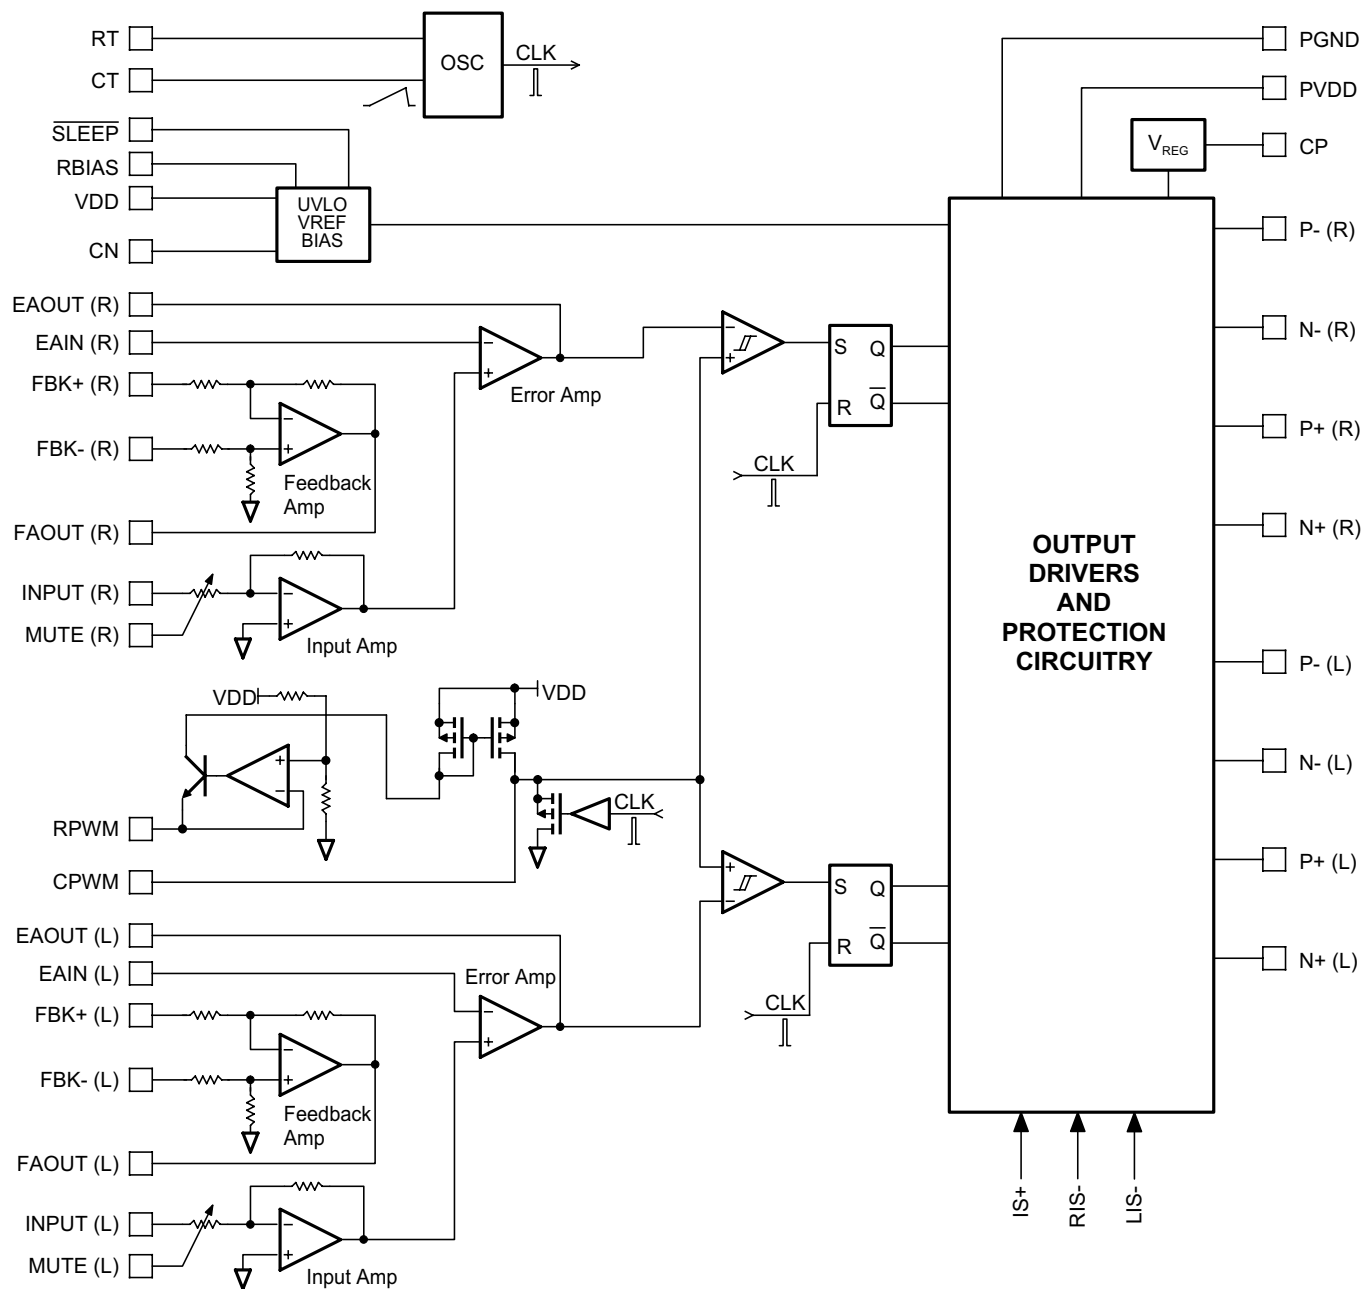 RT
CT
OSC
CLK
SLEEP
RBIAS
VDD
CN
UVLO
VREF
BIAS
EAOUT (R)
EAIN (R)
FBK+ (R)
FBK- (R)
FAOUT (R)
INPUT (R)
MUTE (R)
−
+
Error Amp
−
+
Feedback
Amp
−
+
Input Amp
−
+
S
Q
R
Q
CLK
VDD
VDD
+
−
RPWM
CPWM
CLK
+
−
S
Q
R
Q
CLK
EAOUT (L)
EAIN (L)
FBK+ (L)
FBK- (L)
FAOUT (L)
INPUT (L)
MUTE (L)
Error Amp
−
+
−
+
Feedback
Amp
−
+
Input Amp
OUTPUT
DRIVERS
AND
PROTECTION
CIRCUITRY
VREG
PGND
PVDD
CP
P- (R)
N- (R)
P+ (R)
N+ (R)
P- (L)
N- (L)
P+ (L)
N+ (L)
IS+
RIS-
LIS-